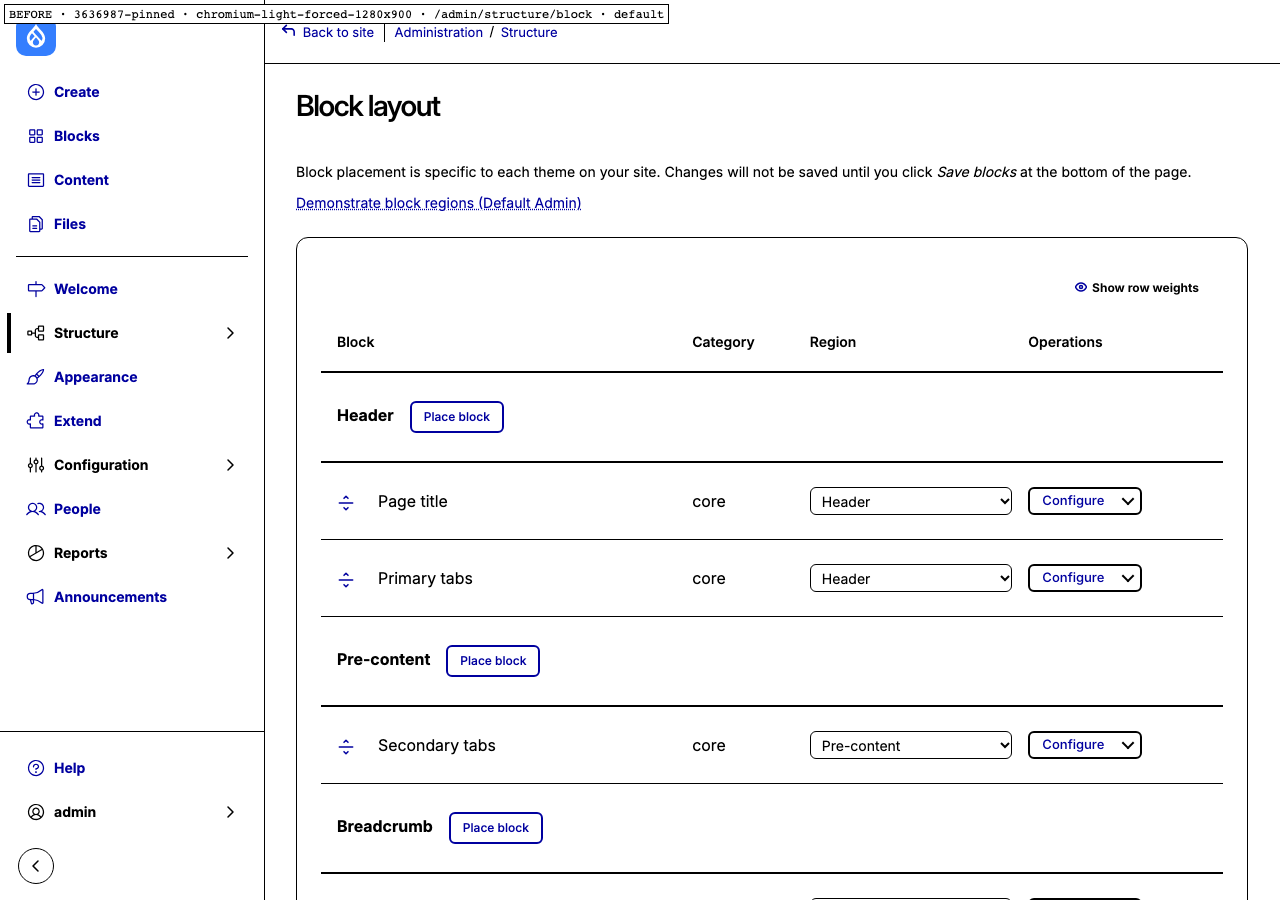 BEFORE · 3636987-pinned · chromium-light-forced-1280x900 · /admin/structure/block · default
Back to site
Administration / Structure
Create
Blocks
Content
Files
Welcome
Structure
Appearance
Extend
Configuration
People
Reports
Announcements
Help
admin
Block layout
Block placement is specific to each theme on your site. Changes will not be saved until you click Save blocks at the bottom of the page.
Demonstrate block regions (Default Admin)
Show row weights
Block Category Region Operations
Header Place block
Page title core Header Configure
Primary tabs core Header Configure
Pre-content Place block
Secondary tabs core Pre-content Configure
Breadcrumb Place block